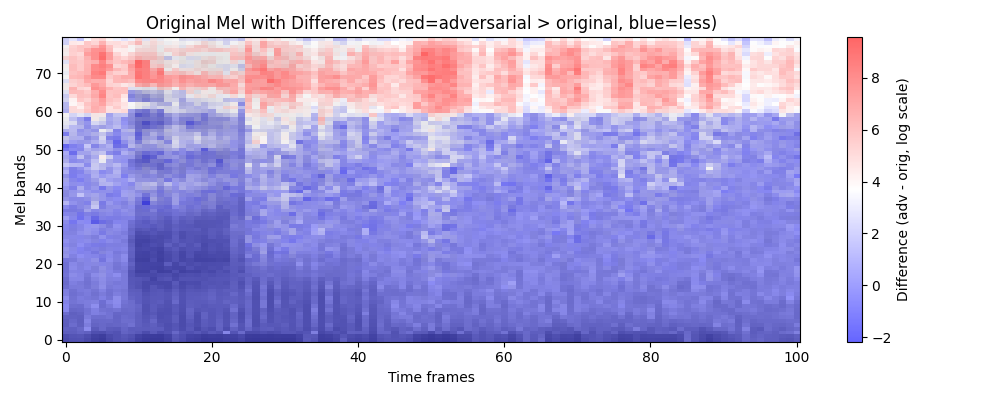 Original Mel with Differences (red=adversarial > original, blue=less)
Mel bands
70
60
50
40
30
20
10
0
0 20 40 60 80 100
Time frames
8
6
4
2
0
−2
Difference (adv - orig, log scale)